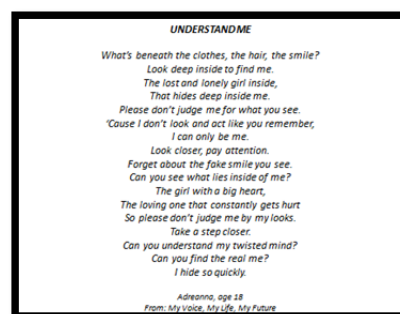 UNDERSTAND ME
What's beneath the clothes, the hair, the smile?
Look deep inside to find me.
The lost and lonely girl inside,
That hides deep inside me.
Please don't judge me for what you see.
'Cause I don't look and act like you remember,
I can only be me.
Look closer, pay attention.
Forget about the fake smile you see.
Can you see what lies inside of me?
The girl with a big heart,
The loving one that constantly gets hurt
So please don't judge me by my looks.
Take a step closer.
Can you understand my twisted mind?
Can you find the real me?
I hide so quickly.
Adreanna, age 18
From: My Voice, My Life, My Future